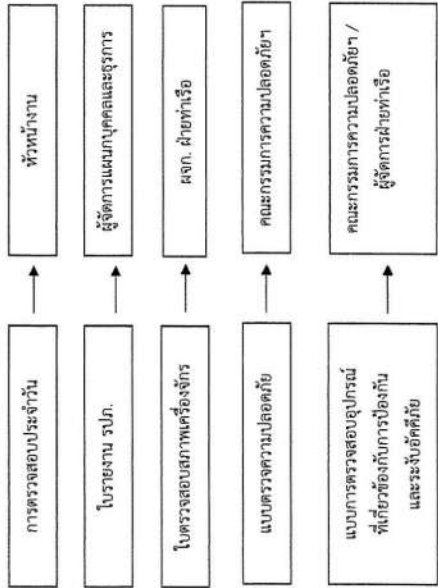 การตรวจสอบประจำวัน
หัวหน้างาน
ใบรายงาน รปภ.
ผู้จัดการแผนกบุคคลและธุรการ
ใบตรวจสอบสภาพเครื่องจักร
ผจก. ฝ่ายท่าเรือ
แบบตรวจความปลอดภัย
คณะกรรมการความปลอดภัยฯ
แบบการตรวจสอบอุปกรณ์
ที่เกี่ยวข้องกับการป้องกัน
และระงับอัคคีภัย
คณะกรรมการความปลอดภัยฯ /
ผู้จัดการฝ่ายท่าเรือ